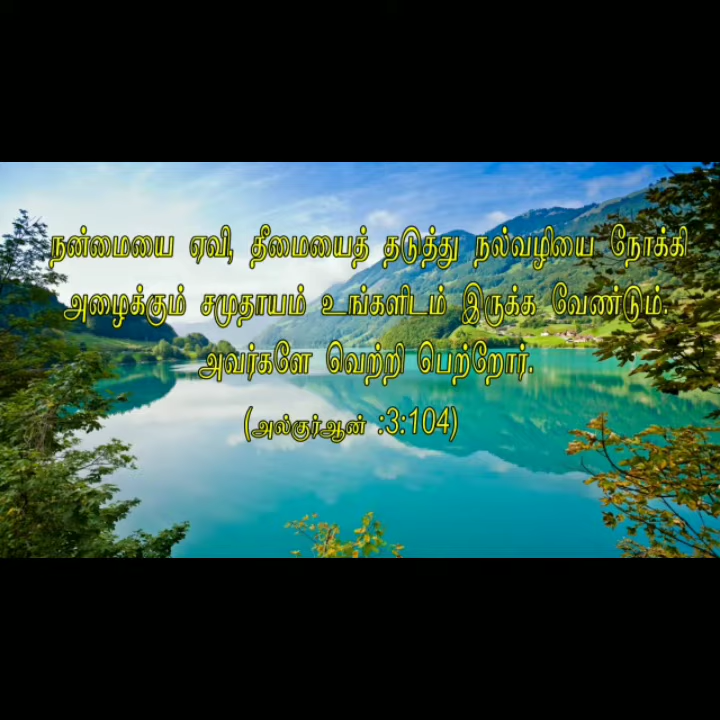 நன்மையை ஏவி, தீமையைத் தடுத்து நல்வழியை நோக்கி
அழைக்கும் சமுதாயம் உங்களிடம் இருக்க வேண்டும்.
அவர்களே வெற்றி பெற்றோர்.
(அல்குர்ஆன் :3:104)